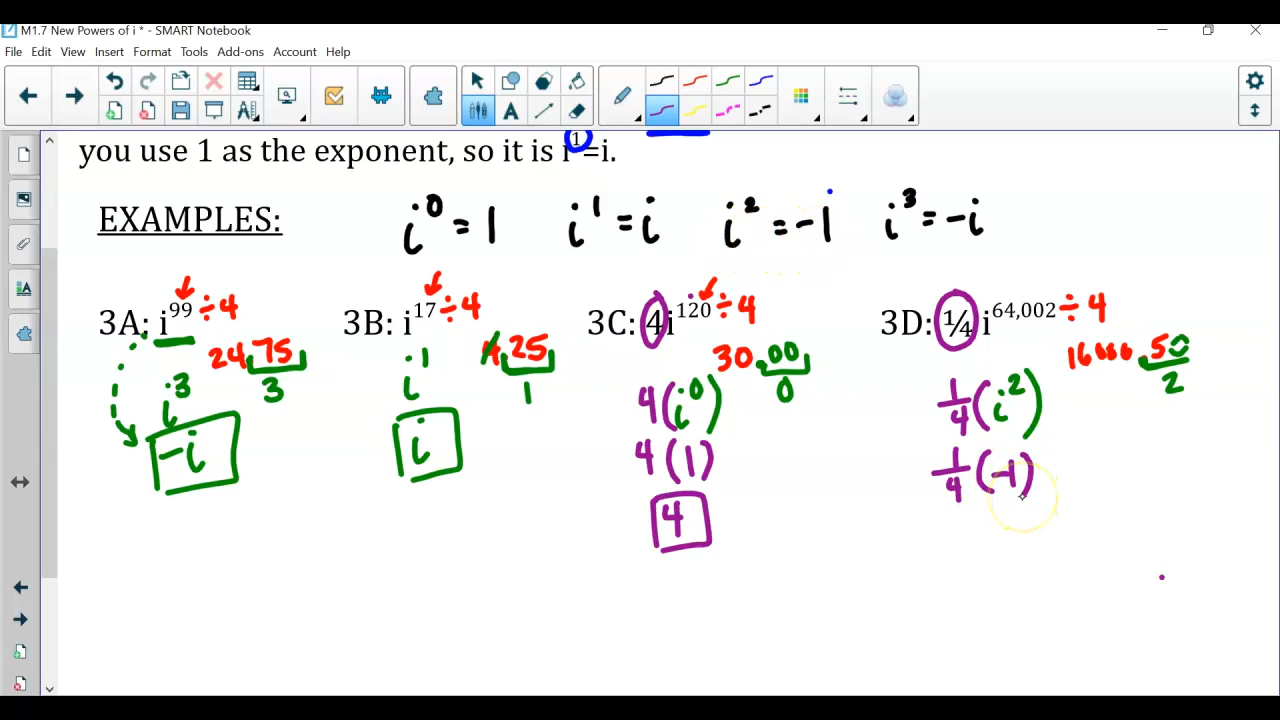 M1.7 New Powers of i * - SMART Notebook
File Edit View Insert Format Tools Add-ons Account Help
you use 1 as the exponent, so it is i¹=i.
EXAMPLES:
i⁰ = 1 i¹ = i i² = -1 i³ = -i
3A: i⁹⁹ ÷4 3B: i¹⁷ ÷4 3C: 4i¹²⁰ ÷4 3D: ¼ i⁶⁴,⁰⁰² ÷4
24.75 4.25 30.00 16000.50
3 1 0 2
i³ i¹ 4(i⁰) 1/4(i²)
-i i 4(1) 1/4(-1)
4